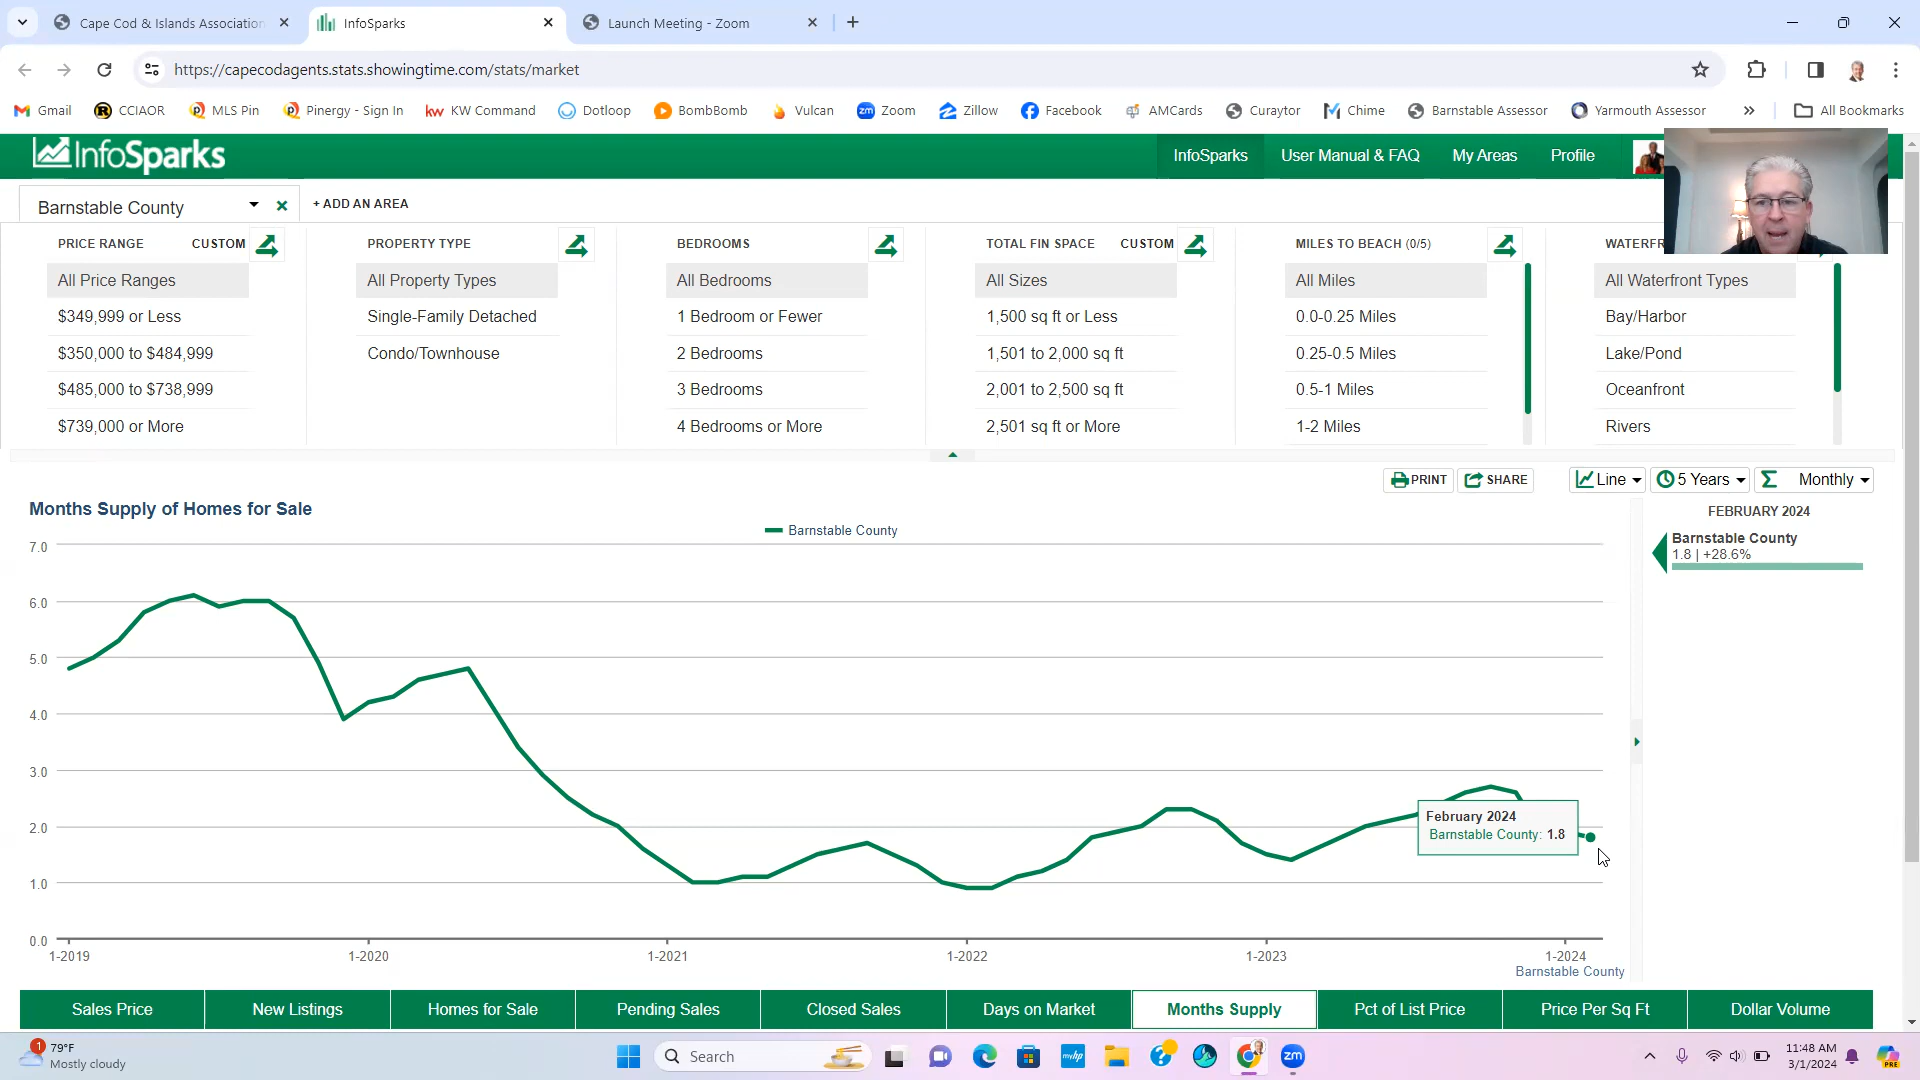 Cape Cod & Islands Association
InfoSparks
Launch Meeting - Zoom
https://capecodagents.stats.showingtime.com/stats/market
Gmail
CCIAOR
MLS Pin
Pinergy - Sign In
kw KW Command
Dotloop
BombBomb
Vulcan
zm Zoom
Zillow
Facebook
AMCards
Curaytor
Chime
Barnstable Assessor
Yarmouth Assessor
»
All Bookmarks
InfoSparks
InfoSparks
User Manual & FAQ
My Areas
Profile
Barnstable County
+ ADD AN AREA
PRICE RANGE CUSTOM
All Price Ranges
$349,999 or Less
$350,000 to $484,999
$485,000 to $738,999
$739,000 or More
PROPERTY TYPE
All Property Types
Single-Family Detached
Condo/Townhouse
BEDROOMS
All Bedrooms
1 Bedroom or Fewer
2 Bedrooms
3 Bedrooms
4 Bedrooms or More
TOTAL FIN SPACE CUSTOM
All Sizes
1,500 sq ft or Less
1,501 to 2,000 sq ft
2,001 to 2,500 sq ft
2,501 sq ft or More
MILES TO BEACH (0/5)
All Miles
0.0-0.25 Miles
0.25-0.5 Miles
0.5-1 Miles
1-2 Miles
WATERFR
All Waterfront Types
Bay/Harbor
Lake/Pond
Oceanfront
Rivers
PRINT
SHARE
Line
5 Years
Σ Monthly
Months Supply of Homes for Sale
Barnstable County
FEBRUARY 2024
Barnstable County
1.8 | +28.6%
7.0
6.0
5.0
4.0
3.0
2.0
1.0
0.0
February 2024
Barnstable County: 1.8
1-2019
1-2020
1-2021
1-2022
1-2023
1-2024
Barnstable County
Sales Price
New Listings
Homes for Sale
Pending Sales
Closed Sales
Days on Market
Months Supply
Pct of List Price
Price Per Sq Ft
Dollar Volume
1
79°F
Mostly cloudy
Search
myhp
zm
11:48 AM
3/1/2024
PRE